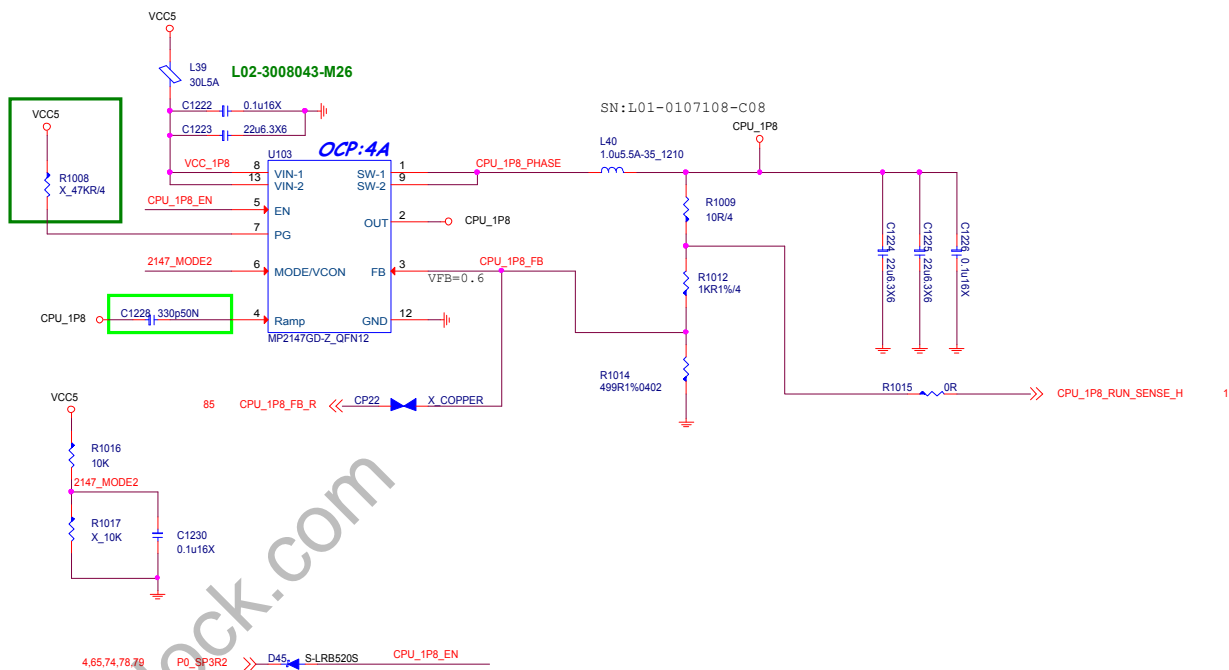 VCC5
L39
30L5A
L02-3008043-M26
C1222 0.1u16X
C1223 22u6.3X6
VCC5
R1008
X_47KR/4
SN:L01-0107108-C08
CPU_1P8
L40
1.0u5.5A-35_1210
U103
OCP:4A
VCC_1P8
8 VIN-1
13 VIN-2
SW-1 1
SW-2 9
CPU_1P8_PHASE
CPU_1P8_EN
5 EN
OUT 2
CPU_1P8
7 PG
2147_MODE2
6 MODE/VCON
FB 3
CPU_1P8_FB
VFB=0.6
CPU_1P8
C1228 330p50N
4 Ramp
GND 12
MP2147GD-Z_QFN12
R1009
10R/4
R1012
1KR1%/4
R1014
499R1%0402
C1224 22u6.3X6
C1225 22u6.3X6
C1226 0.1u16X
R1015 0R
CPU_1P8_RUN_SENSE_H 1
85 CPU_1P8_FB_R CP22 X_COPPER
VCC5
R1016
10K
2147_MODE2
R1017
X_10K
C1230
0.1u16X
lock.com
4,65,74,78,79 P0_SP3R2 D45 S-LRB520S CPU_1P8_EN